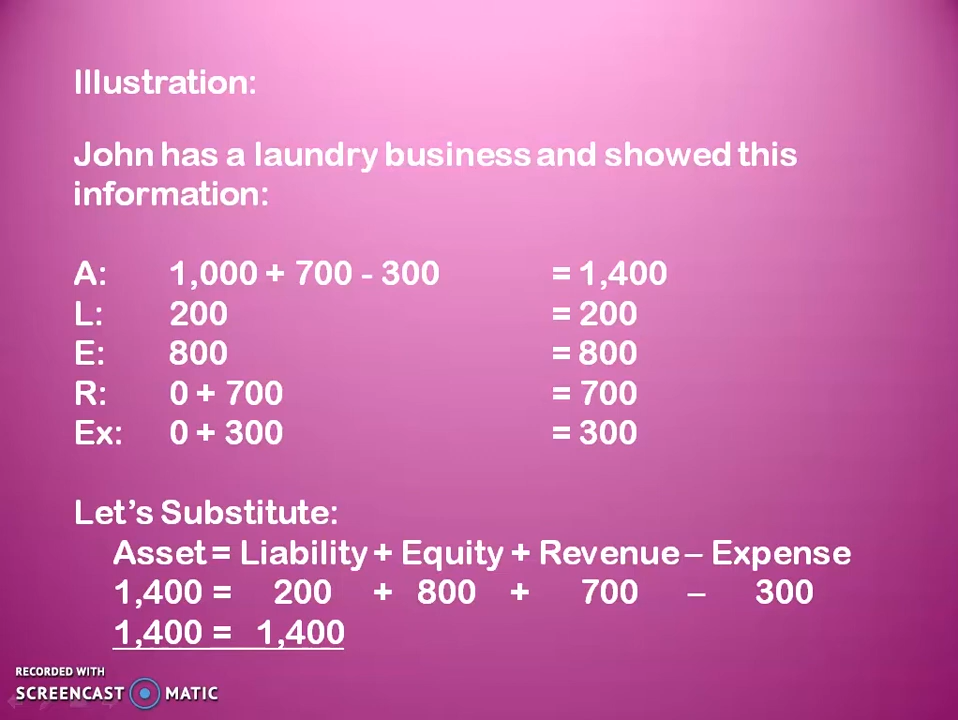 Illustration:
John has a laundry business and showed this
information:
A: 1,000 + 700 - 300 = 1,400
L: 200 = 200
E: 800 = 800
R: 0 + 700 = 700
Ex: 0 + 300 = 300
Let’s Substitute:
Asset = Liability + Equity + Revenue – Expense
1,400 = 200 + 800 + 700 – 300
1,400 = 1,400
RECORDED WITH
SCREENCAST MATIC